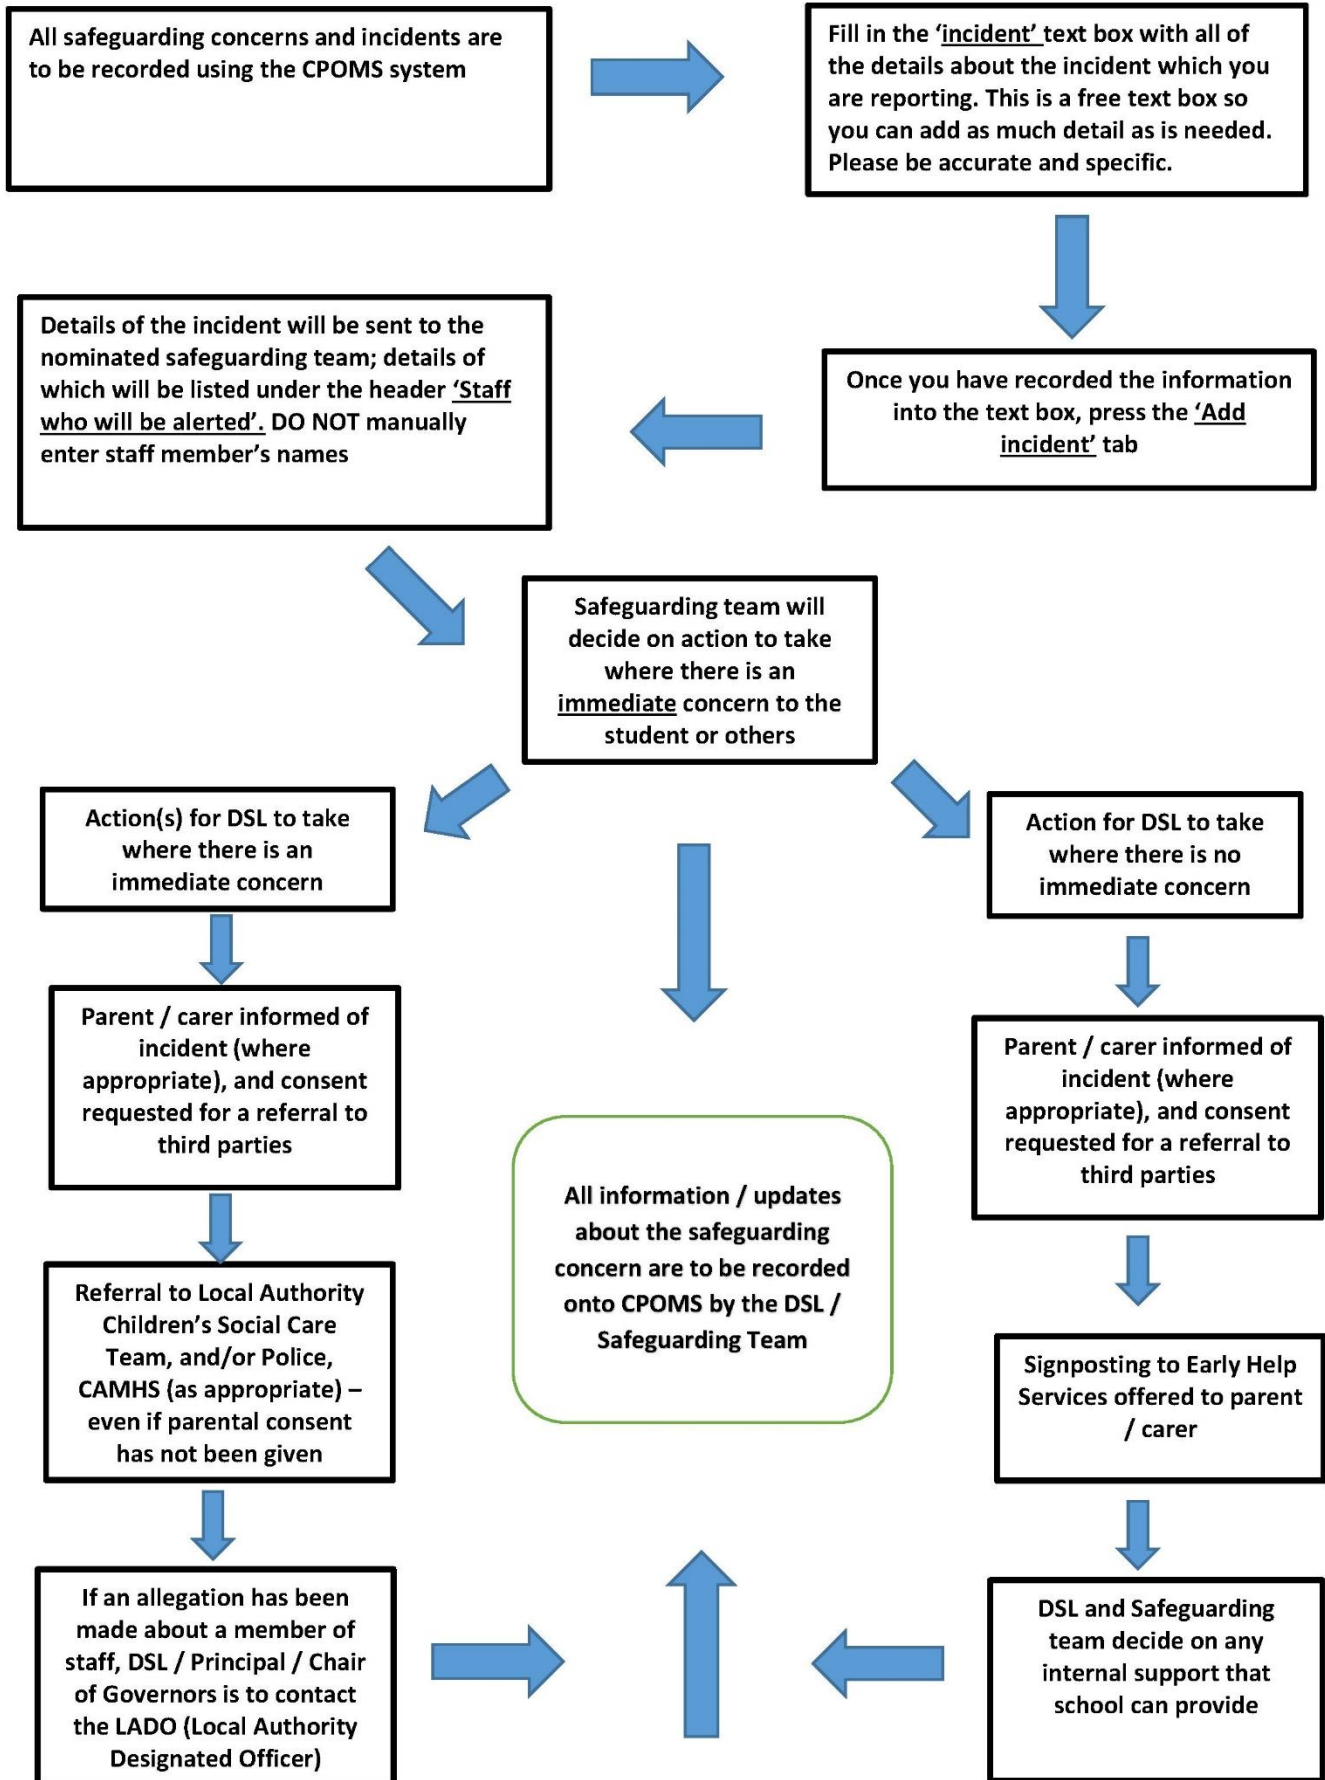 All safeguarding concerns and incidents are
to be recorded using the CPOMS system
Fill in the ‘incident’ text box with all of
the details about the incident which you
are reporting. This is a free text box so
you can add as much detail as is needed.
Please be accurate and specific.
Once you have recorded the information
into the text box, press the ‘Add
incident’ tab
Details of the incident will be sent to the
nominated safeguarding team; details of
which will be listed under the header ‘Staff
who will be alerted’. DO NOT manually
enter staff member’s names
Safeguarding team will
decide on action to take
where there is an
immediate concern to the
student or others
Action(s) for DSL to take
where there is an
immediate concern
Parent / carer informed of
incident (where
appropriate), and consent
requested for a referral to
third parties
Referral to Local Authority
Children’s Social Care
Team, and/or Police,
CAMHS (as appropriate) –
even if parental consent
has not been given
If an allegation has been
made about a member of
staff, DSL / Principal / Chair
of Governors is to contact
the LADO (Local Authority
Designated Officer)
All information / updates
about the safeguarding
concern are to be recorded
onto CPOMS by the DSL /
Safeguarding Team
Action for DSL to take
where there is no
immediate concern
Parent / carer informed of
incident (where
appropriate), and consent
requested for a referral to
third parties
Signposting to Early Help
Services offered to parent
/ carer
DSL and Safeguarding
team decide on any
internal support that
school can provide